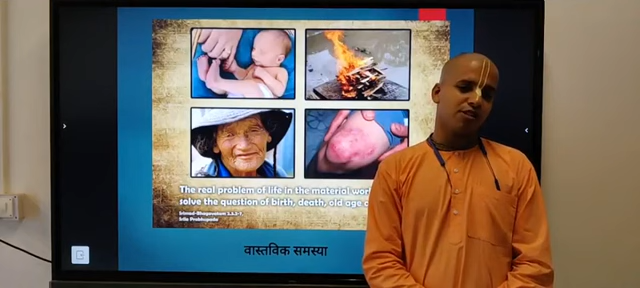 The real problem of life in the material
solve the question of birth, death, old age
Srimad-Bhagavatam
Srila Prabhupada
वास्तविक समस्या